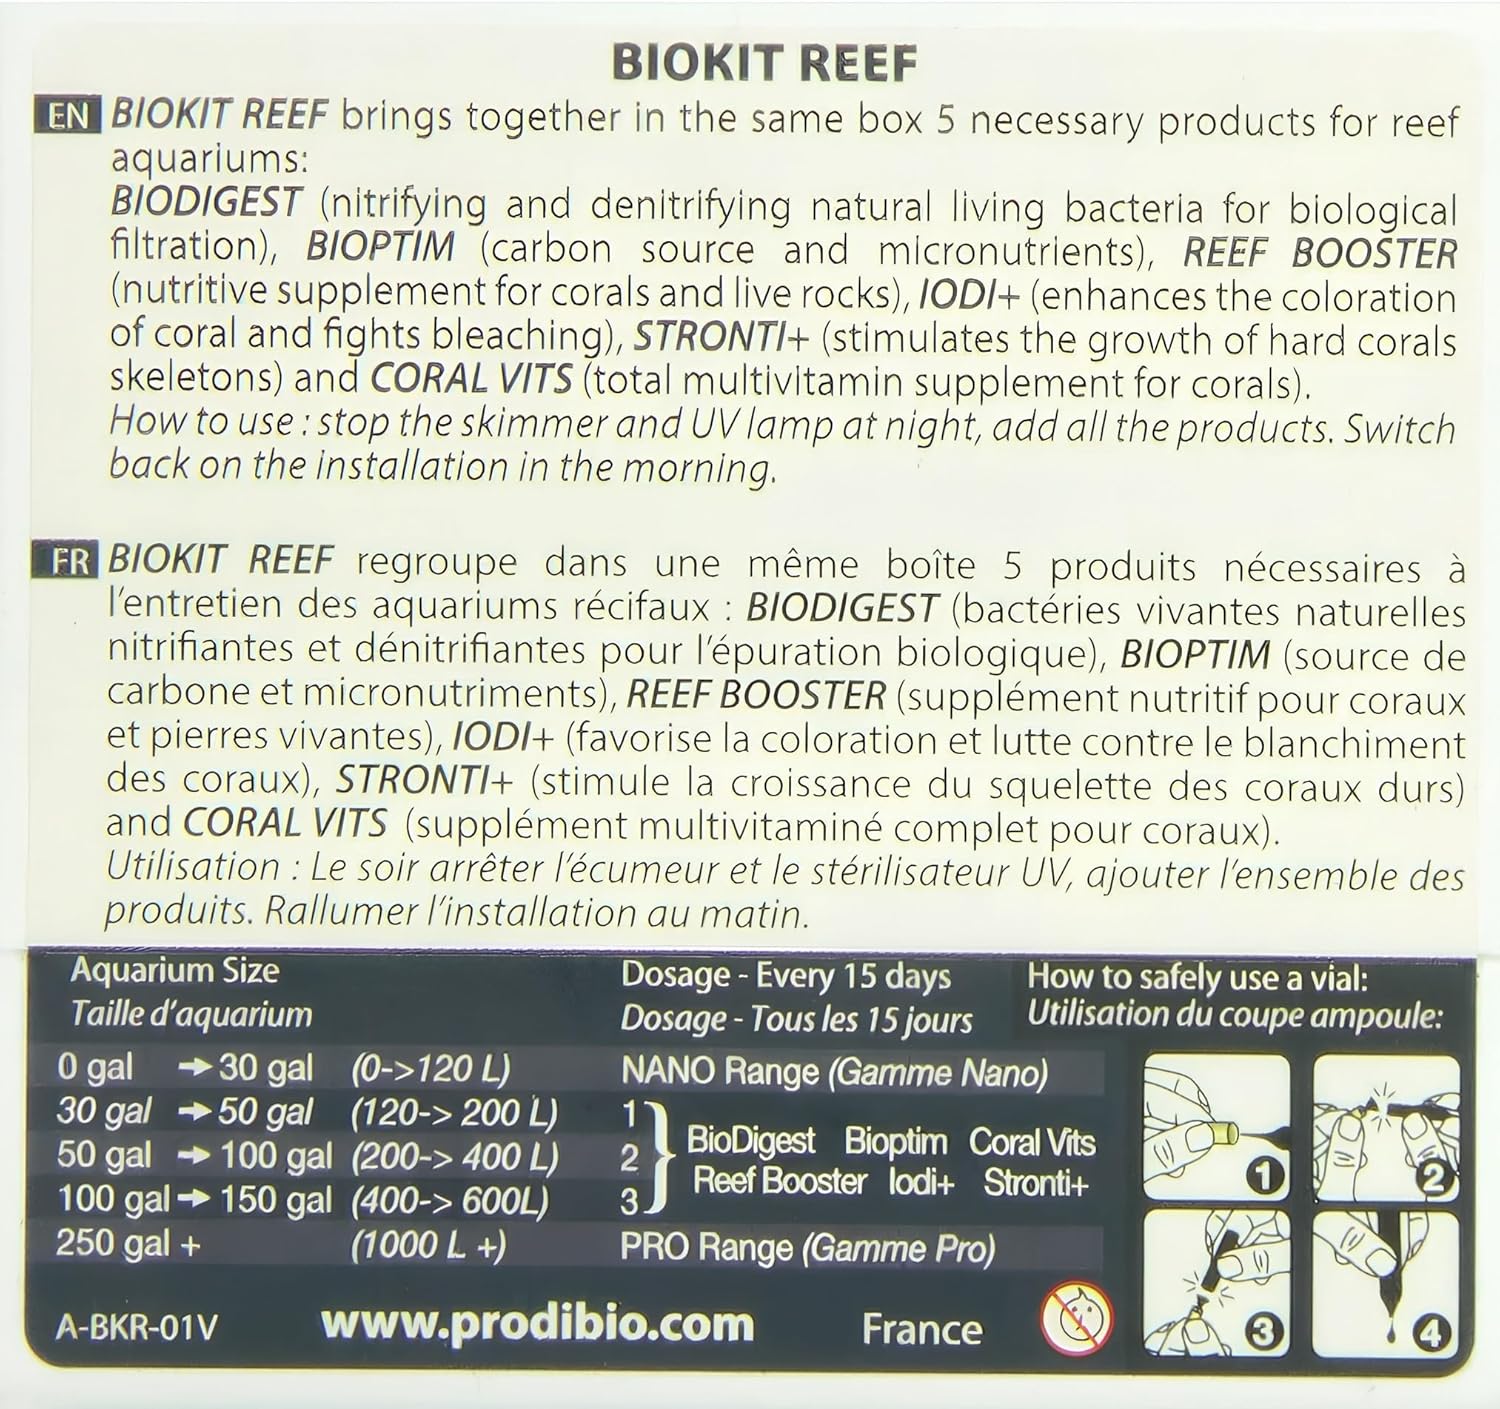 BIOKIT REEF
EN BIOKIT REEF brings together in the same box 5 necessary products for reef
aquariums:
BIODIGEST (nitrifying and denitrifying natural living bacteria for biological
filtration), BIOPTIM (carbon source and micronutrients), REEF BOOSTER
(nutritive supplement for corals and live rocks), IODI+ (enhances the coloration
of coral and fights bleaching), STRONTI+ (stimulates the growth of hard corals
skeletons) and CORAL VITS (total multivitamin supplement for corals).
How to use : stop the skimmer and UV lamp at night, add all the products. Switch
back on the installation in the morning.
FR BIOKIT REEF regroupe dans une même boîte 5 produits nécessaires à
l'entretien des aquariums récifaux : BIODIGEST (bactéries vivantes naturelles
nitrifiantes et dénitrifiantes pour l'épuration biologique), BIOPTIM (source de
carbone et micronutriments), REEF BOOSTER (supplément nutritif pour coraux
et pierres vivantes), IODI+ (favorise la coloration et lutte contre le blanchiment
des coraux), STRONTI+ (stimule la croissance du squelette des coraux durs)
and CORAL VITS (supplément multivitaminé complet pour coraux).
Utilisation : Le soir arrêter l'écumeur et le stérilisateur UV, ajouter l'ensemble des
produits. Rallumer l'installation au matin.
Aquarium Size Dosage - Every 15 days How to safely use a vial:
Taille d'aquarium Dosage - Tous les 15 jours Utilisation du coupe ampoule:
0 gal ➔ 30 gal (0->120 L) NANO Range (Gamme Nano)
30 gal ➔ 50 gal (120-> 200 L) 1
50 gal ➔ 100 gal (200-> 400 L) 2
100 gal ➔ 150 gal (400-> 600L) 3
BioDigest Bioptim Coral Vits
Reef Booster Iodi+ Stronti+
250 gal + (1000 L +) PRO Range (Gamme Pro)
1 2
3 4
A-BKR-01V www.prodibio.com France